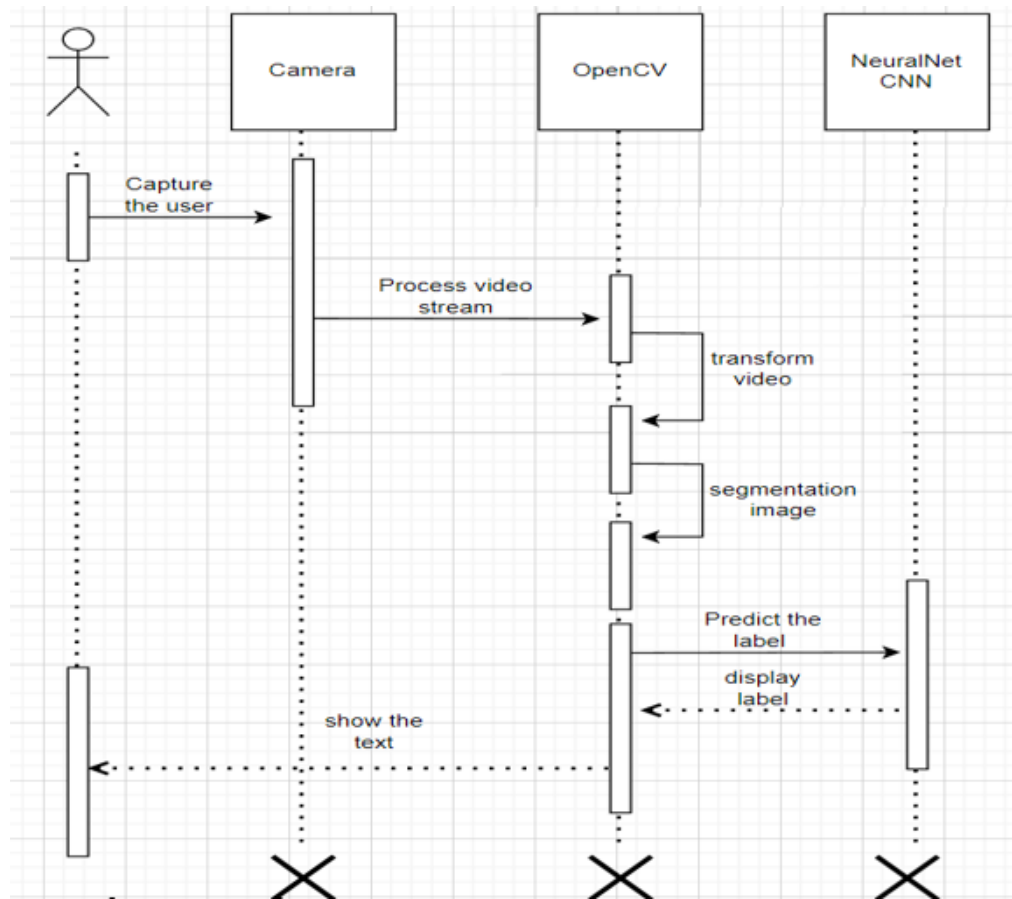 Camera
OpenCV
NeuralNet
CNN
Capture
the user
Process video
stream
transform
video
segmentation
image
Predict the
label
display
label
show the
text